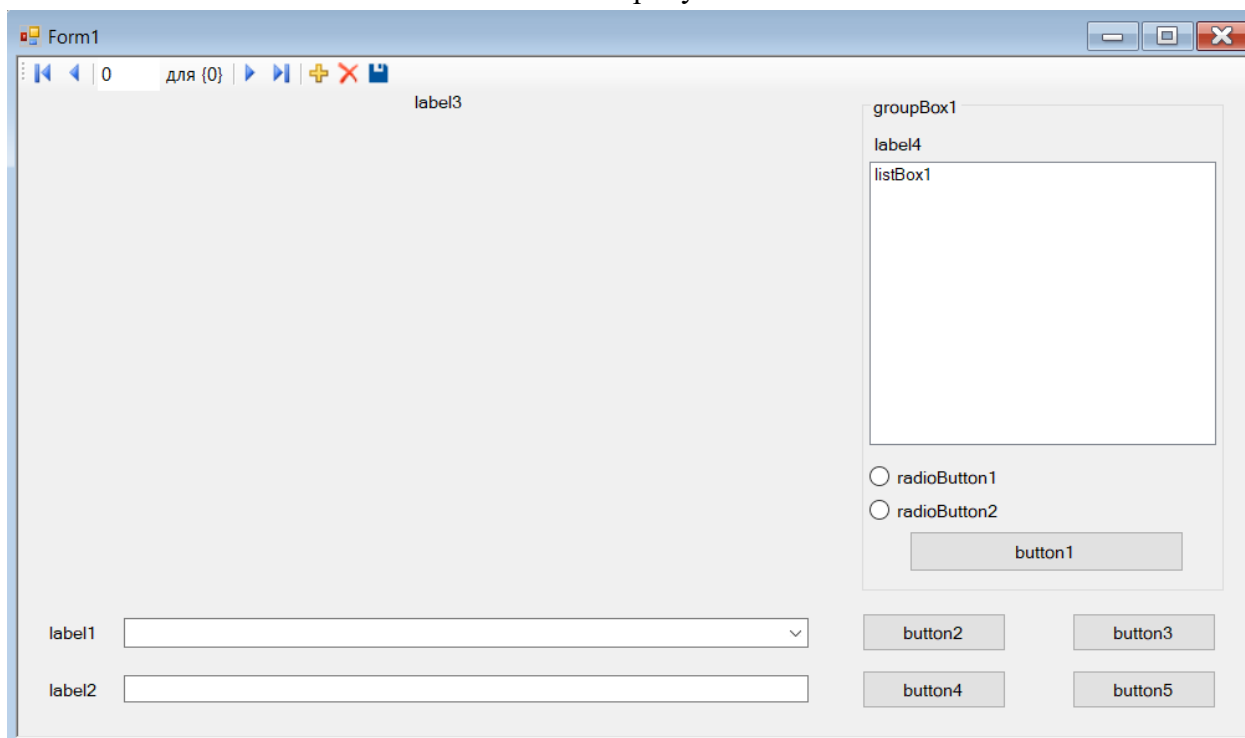 Form1
0 для {0}
label3
groupBox1
label4
listBox1
radioButton1
radioButton2
button1
label1
button2 button3
label2
button4 button5